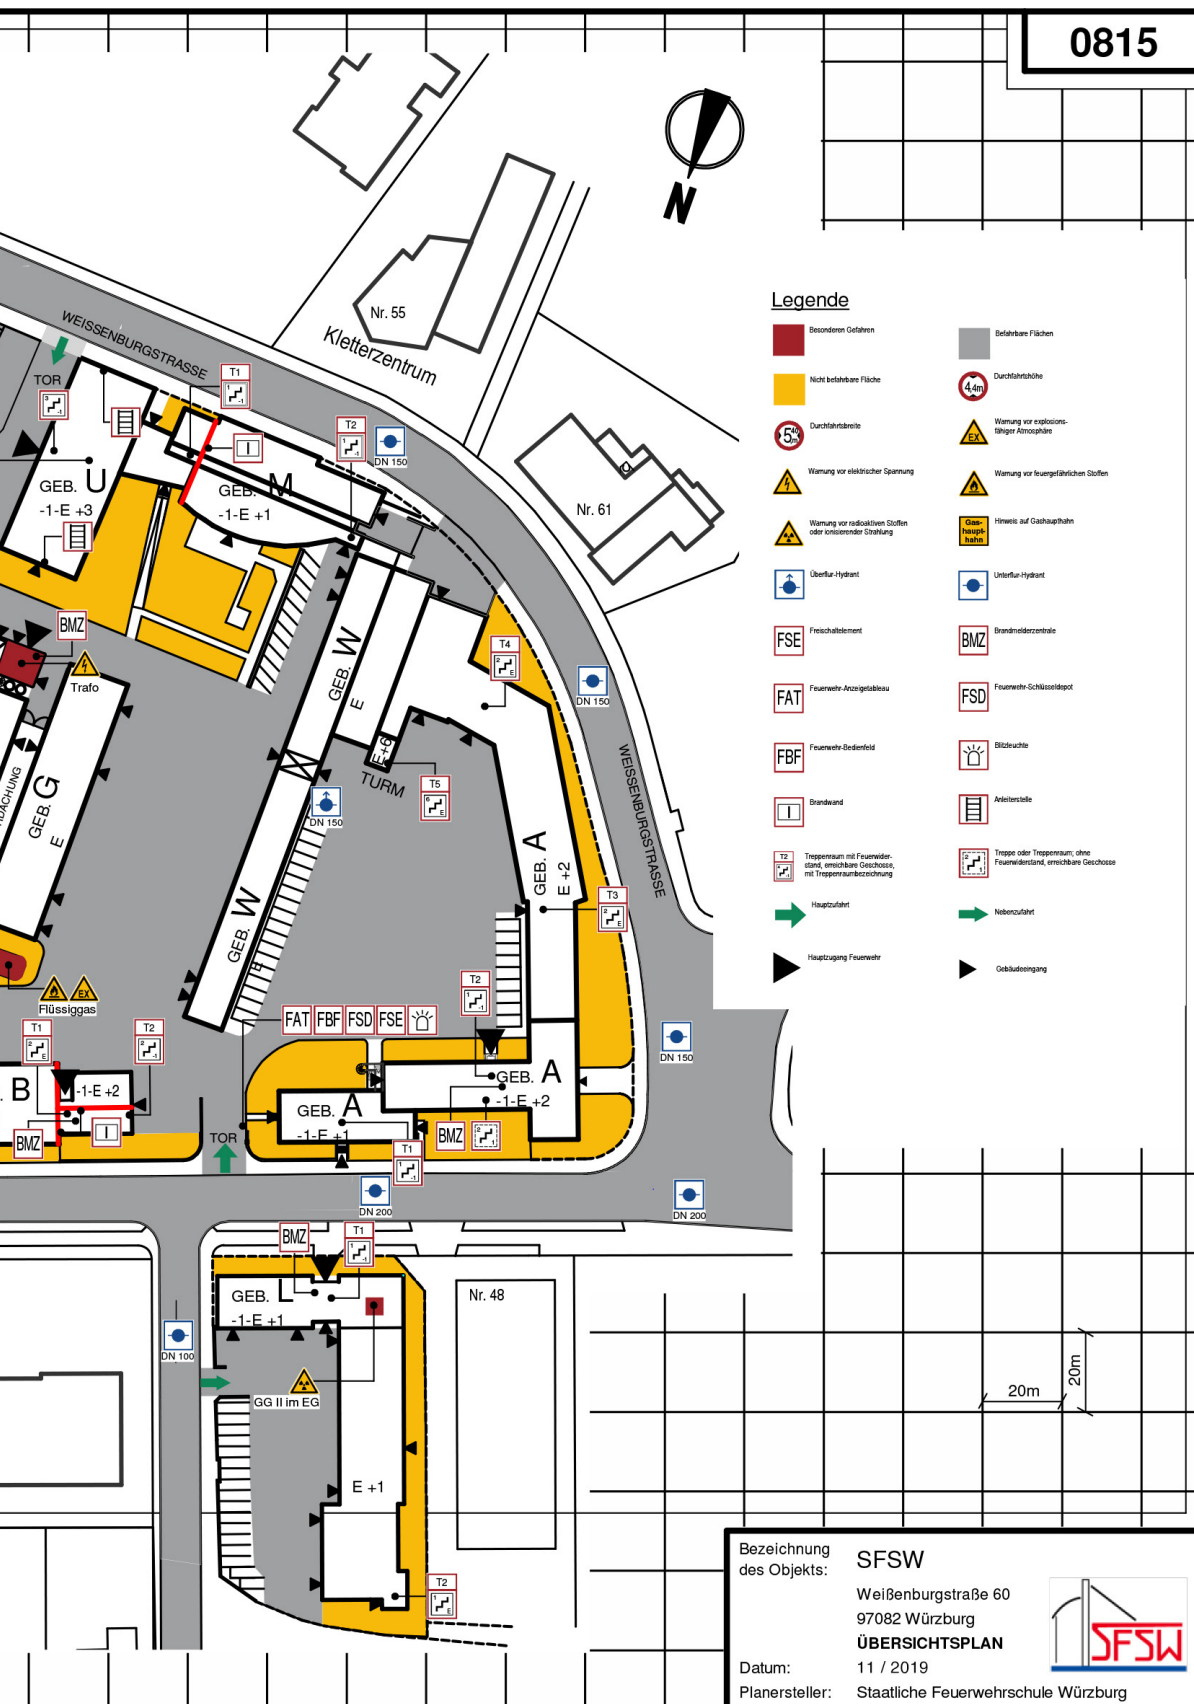 0815
N
Nr. 55
Kletterzentrum
WEISSENBURGSTRASSE
TOR
T1
T2
DN 150
GEB. U
-1-E +3
GEB. M
-1-E +1
Nr. 61
BMZ
Trafo
GEB. W
E
T4
DN 150
E+6
TURM
T5
DN 150
WEISSENBURGSTRASSE
GEB. G
E
GEB. A
E +2
T3
GEB. W
E
T2
Flüssiggas
FAT
FBF
FSD
FSE
T1
T2
DN 150
B
-1-E +2
BMZ
GEB. A
-1-E +2
GEB. A
-1-E +1
BMZ
TOR
T1
DN 200
DN 200
BMZ
T1
GEB. L
-1-E +1
Nr. 48
DN 100
GG II im EG
E +1
T2
20m
20m
Legende
Besonderen Gefahren
Befahrbare Flächen
Nicht befahrbare Fläche
4,4m
Durchfahrtshöhe
Durchfahrtsbreite
EX
Warnung vor explosions-
fähiger Atmosphäre
Warnung vor elektrischer Spannung
Warnung vor feuergefährlichen Stoffen
Warnung vor radioaktiven Stoffen
oder ionisierender Strahlung
Gas-
haupt-
hahn
Hinweis auf Gashaupthahn
Überflur-Hydrant
Unterflur-Hydrant
FSE
Freischaltelement
BMZ
Brandmelderzentrale
FAT
Feuerwehr-Anzeigetableau
FSD
Feuerwehr-Schlüsseldepot
FBF
Feuerwehr-Bedienfeld
Blitzleuchte
Brandwand
Anleiterstelle
T2
Treppenraum mit Feuerwider-
stand, erreichbare Geschosse,
mit Treppenraumbezeichnung
Treppe oder Treppenraum; ohne
Feuerwiderstand, erreichbare Geschosse
Hauptzufahrt
Nebenzufahrt
Hauptzugang Feuerwehr
Gebäudeeingang
Bezeichnung
des Objekts:
SFSW
Weißenburgstraße 60
97082 Würzburg
ÜBERSICHTSPLAN
Datum:
11 / 2019
Planersteller:
Staatliche Feuerwehrschule Würzburg
SFSW